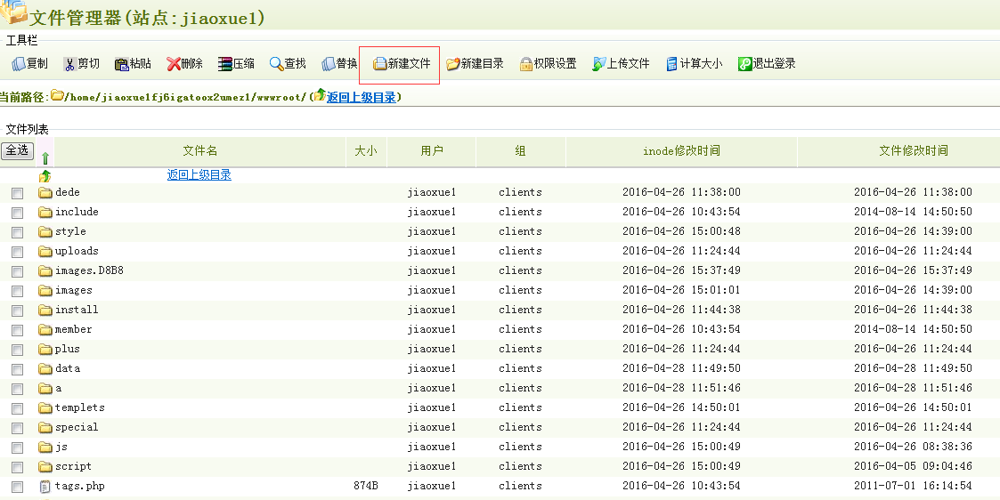 文件管理器(站点:jiaoxue1)
工具栏
复制 剪切 粘贴 删除 压缩 查找 替换 新建文件 新建目录 权限设置 上传文件 计算大小 退出登录
当前路径:/home/jiaoxue1fj6igatoox2umez1/wwwroot/(返回上级目录)
文件列表
全选 文件名 大小 用户 组 inode修改时间 文件修改时间
返回上级目录
dede jiaoxue1 clients 2016-04-26 11:38:00 2016-04-26 11:38:00
include jiaoxue1 clients 2016-04-26 10:43:54 2014-08-14 14:50:50
style jiaoxue1 clients 2016-04-26 15:00:48 2016-04-26 14:39:00
uploads jiaoxue1 clients 2016-04-26 11:24:44 2016-04-26 11:24:44
images.D8B8 jiaoxue1 clients 2016-04-26 15:37:49 2016-04-26 15:37:49
images jiaoxue1 clients 2016-04-26 15:01:01 2016-04-26 14:39:00
install jiaoxue1 clients 2016-04-26 11:44:38 2016-04-26 11:44:38
member jiaoxue1 clients 2016-04-26 10:43:54 2014-08-14 14:50:50
plus jiaoxue1 clients 2016-04-26 11:24:44 2016-04-26 11:24:44
data jiaoxue1 clients 2016-04-28 11:49:50 2016-04-28 11:49:50
a jiaoxue1 clients 2016-04-28 11:51:46 2016-04-28 11:51:46
templets jiaoxue1 clients 2016-04-26 14:50:01 2016-04-26 14:50:01
special jiaoxue1 clients 2016-04-26 11:24:44 2016-04-26 11:24:44
js jiaoxue1 clients 2016-04-26 15:00:49 2016-04-26 08:38:36
script jiaoxue1 clients 2016-04-26 15:00:49 2016-04-05 09:04:46
tags.php 874B jiaoxue1 clients 2016-04-26 10:43:54 2011-07-01 16:14:54